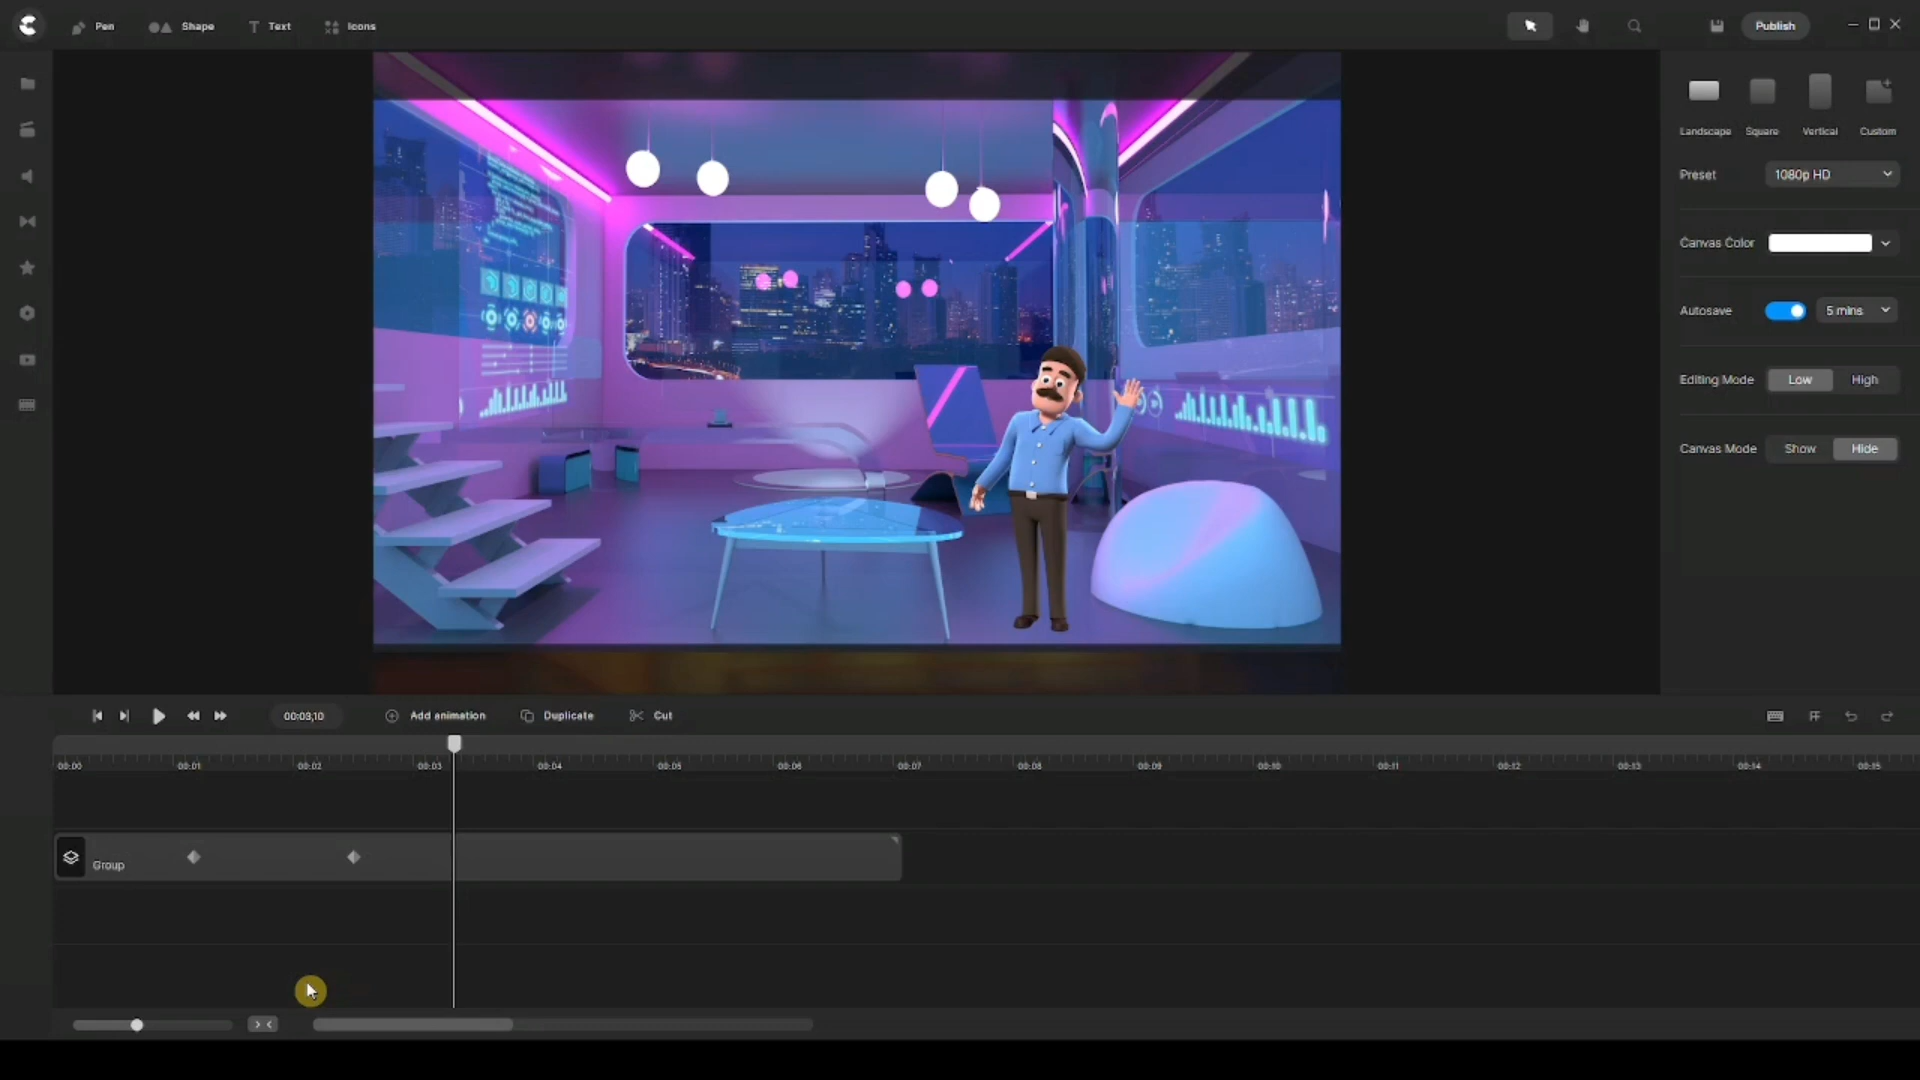 Pen Shape Text Icons Publish
Landscape Square Vertical Custom
Preset 1080p HD
Canvas Color
Autosave 5 mins
Editing Mode Low High
Canvas Mode Show Hide
00:03,10 Add animation Duplicate Cut
00:00 00:01 00:02 00:03 00:04 00:05 00:06 00:07 00:08 00:09 00:10 00:11 00:12 00:13 00:14 00:15
Group